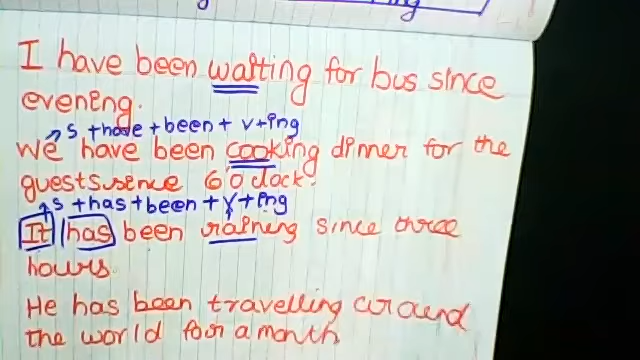 I have been waiting for bus since
evening.
s +have +been + v+ing
we have been cooking dinner for the
guests since 6'o clock.
s +has+been +v+ing
It has been raining since three
hours.
He has been travelling around
the world for a month